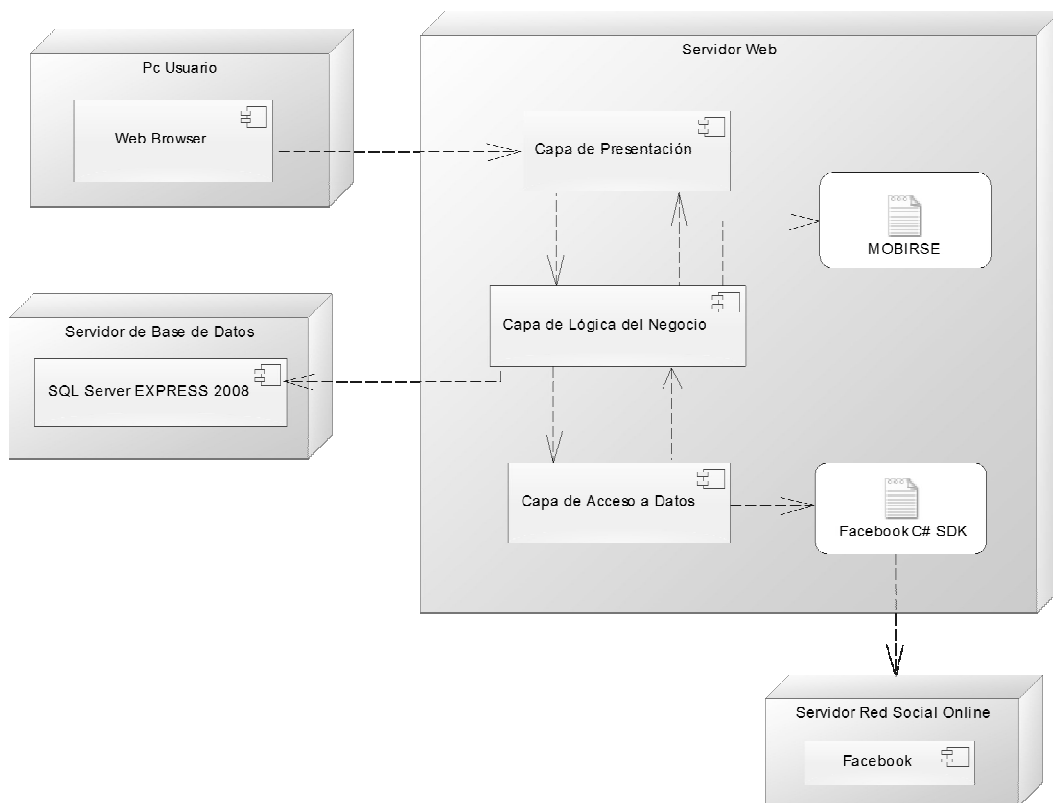 Servidor Web
Pc Usuario
Web Browser
Capa de Presentación
MOBIRSE
Capa de Lógica del Negocio
Servidor de Base de Datos
SQL Server EXPRESS 2008
Capa de Acceso a Datos
Facebook C# SDK
Servidor Red Social Online
Facebook